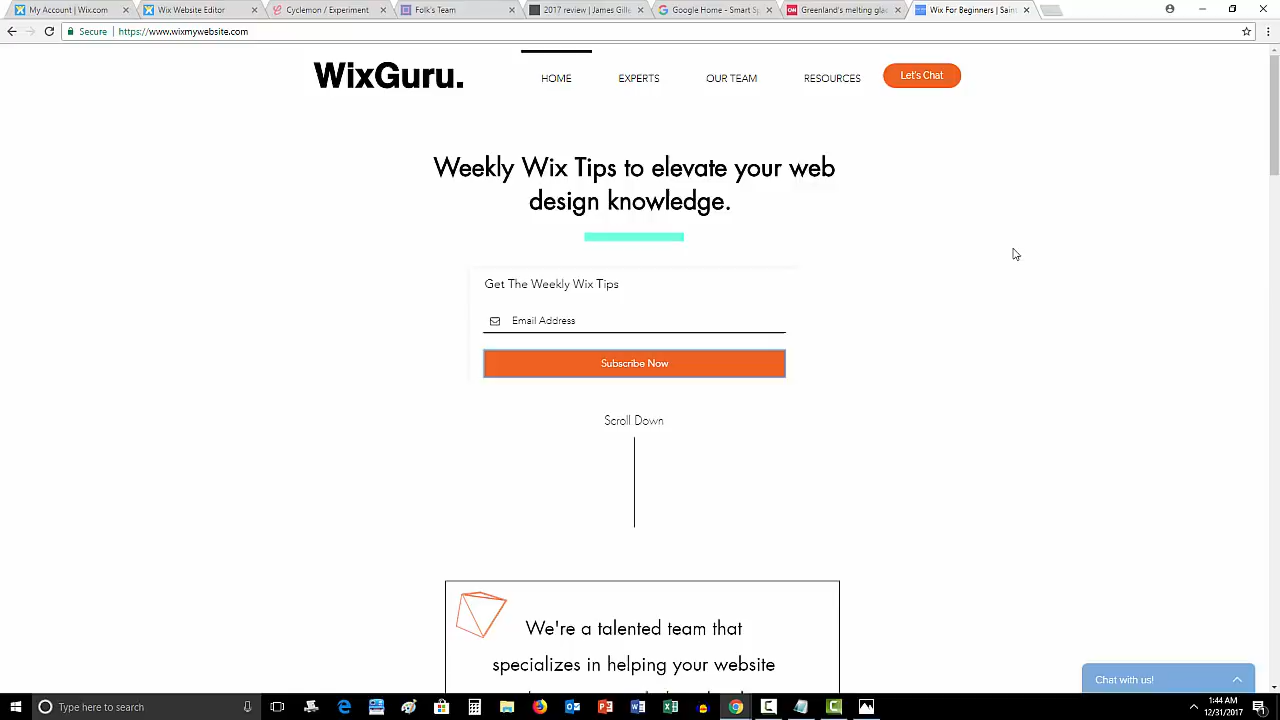 My Account | Wix.com
Wix Website Editor
Cyclemon / Experiment
Folk's Team
2017 review | James Gilles
Google Home - Smart Sp
Greenland's melting glac
Wix For Beginners | Saint
Secure
https://www.wixmywebsite.com
WixGuru.
HOME
EXPERTS
OUR TEAM
RESOURCES
Let's Chat
Weekly Wix Tips to elevate your web
design knowledge.
Get The Weekly Wix Tips
Email Address
Subscribe Now
Scroll Down
We're a talented team that
specializes in helping your website
Chat with us!
Type here to search
1:44 AM
12/31/2017